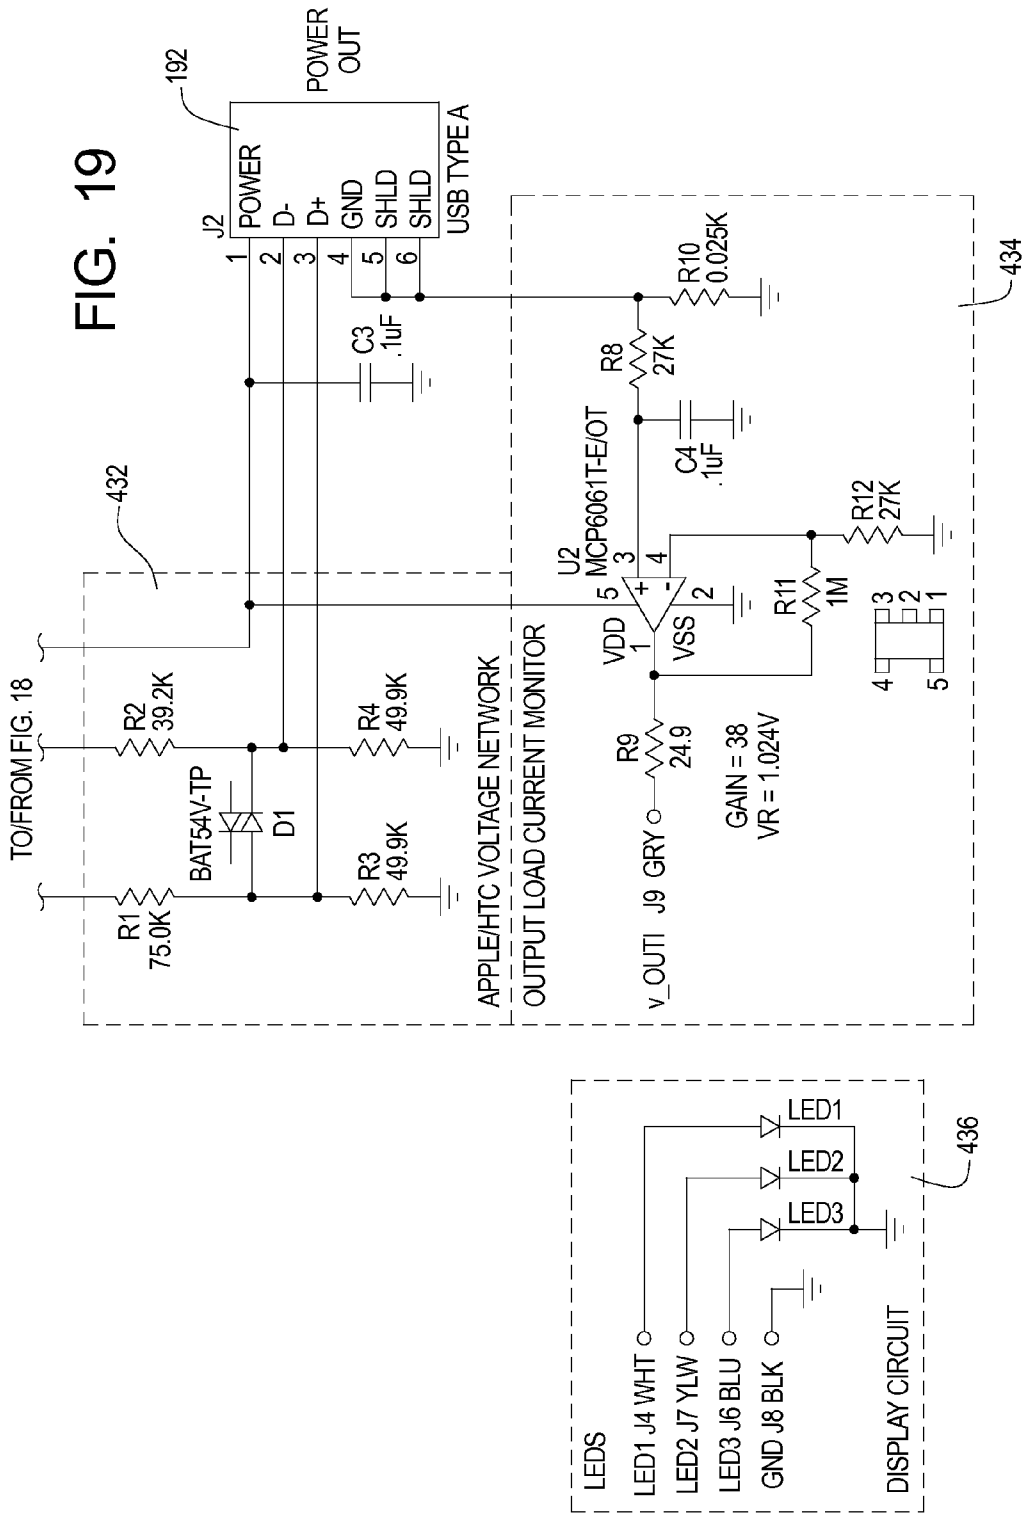 FIG. 19
TO/FROM FIG. 18
432
R1
75.0K
R2
39.2K
BAT54V-TP
D1
R3
49.9K
R4
49.9K
APPLE/HTC VOLTAGE NETWORK
C3
.1uF
J2
192
1 POWER
2 D-
3 D+
4 GND
5 SHLD
6 SHLD
USB TYPE A
POWER
OUT
OUTPUT LOAD CURRENT MONITOR
U2
MCP6061T-E/OT
5
VDD
1
3
+
4
-
VSS
2
R8
27K
R10
0.025K
C4
.1uF
R9
24.9
v_OUTI J9 GRY
R11
1M
R12
27K
GAIN = 38
VR = 1.024V
4
5
3
2
1
434
LEDS
LED1 J4 WHT
LED2 J7 YLW
LED3 J6 BLU
GND J8 BLK
LED1
LED2
LED3
DISPLAY CIRCUIT
436